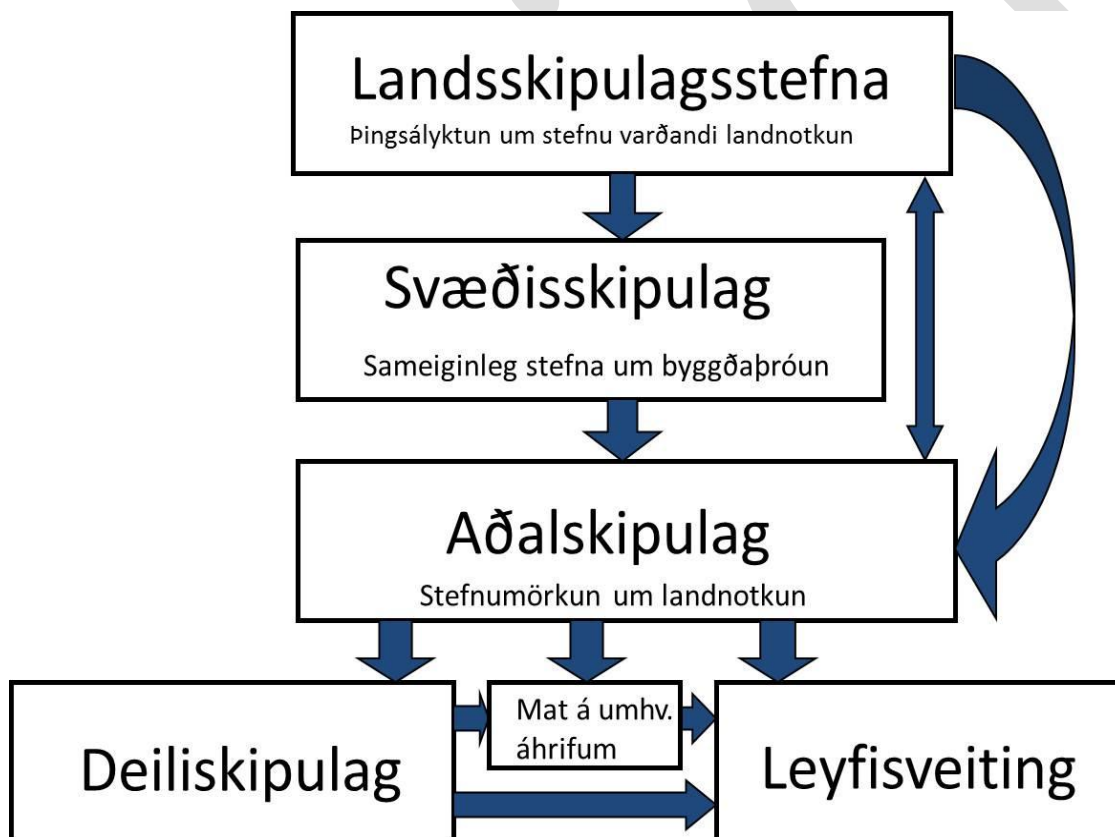 Landsskipulagsstefna
Þingsályktun um stefnu varðandi landnotkun
Svæðisskipulag
Sameiginleg stefna um byggðaþróun
Aðalskipulag
Stefnumörkun um landnotkun
Deiliskipulag
Mat á umhv.
áhrifum
Leyfisveiting